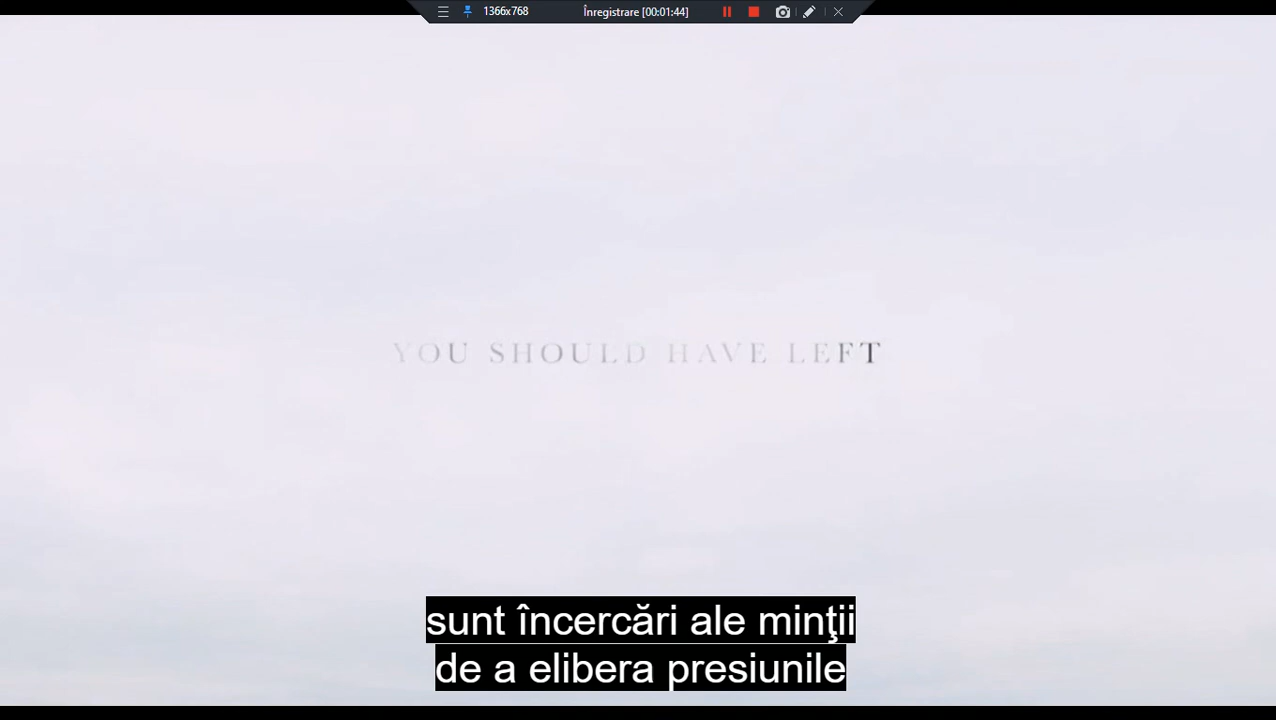 1366x768 Înregistrare [00:01:44]
YOU SHOULD HAVE LEFT
sunt încercări ale minţii
de a elibera presiunile